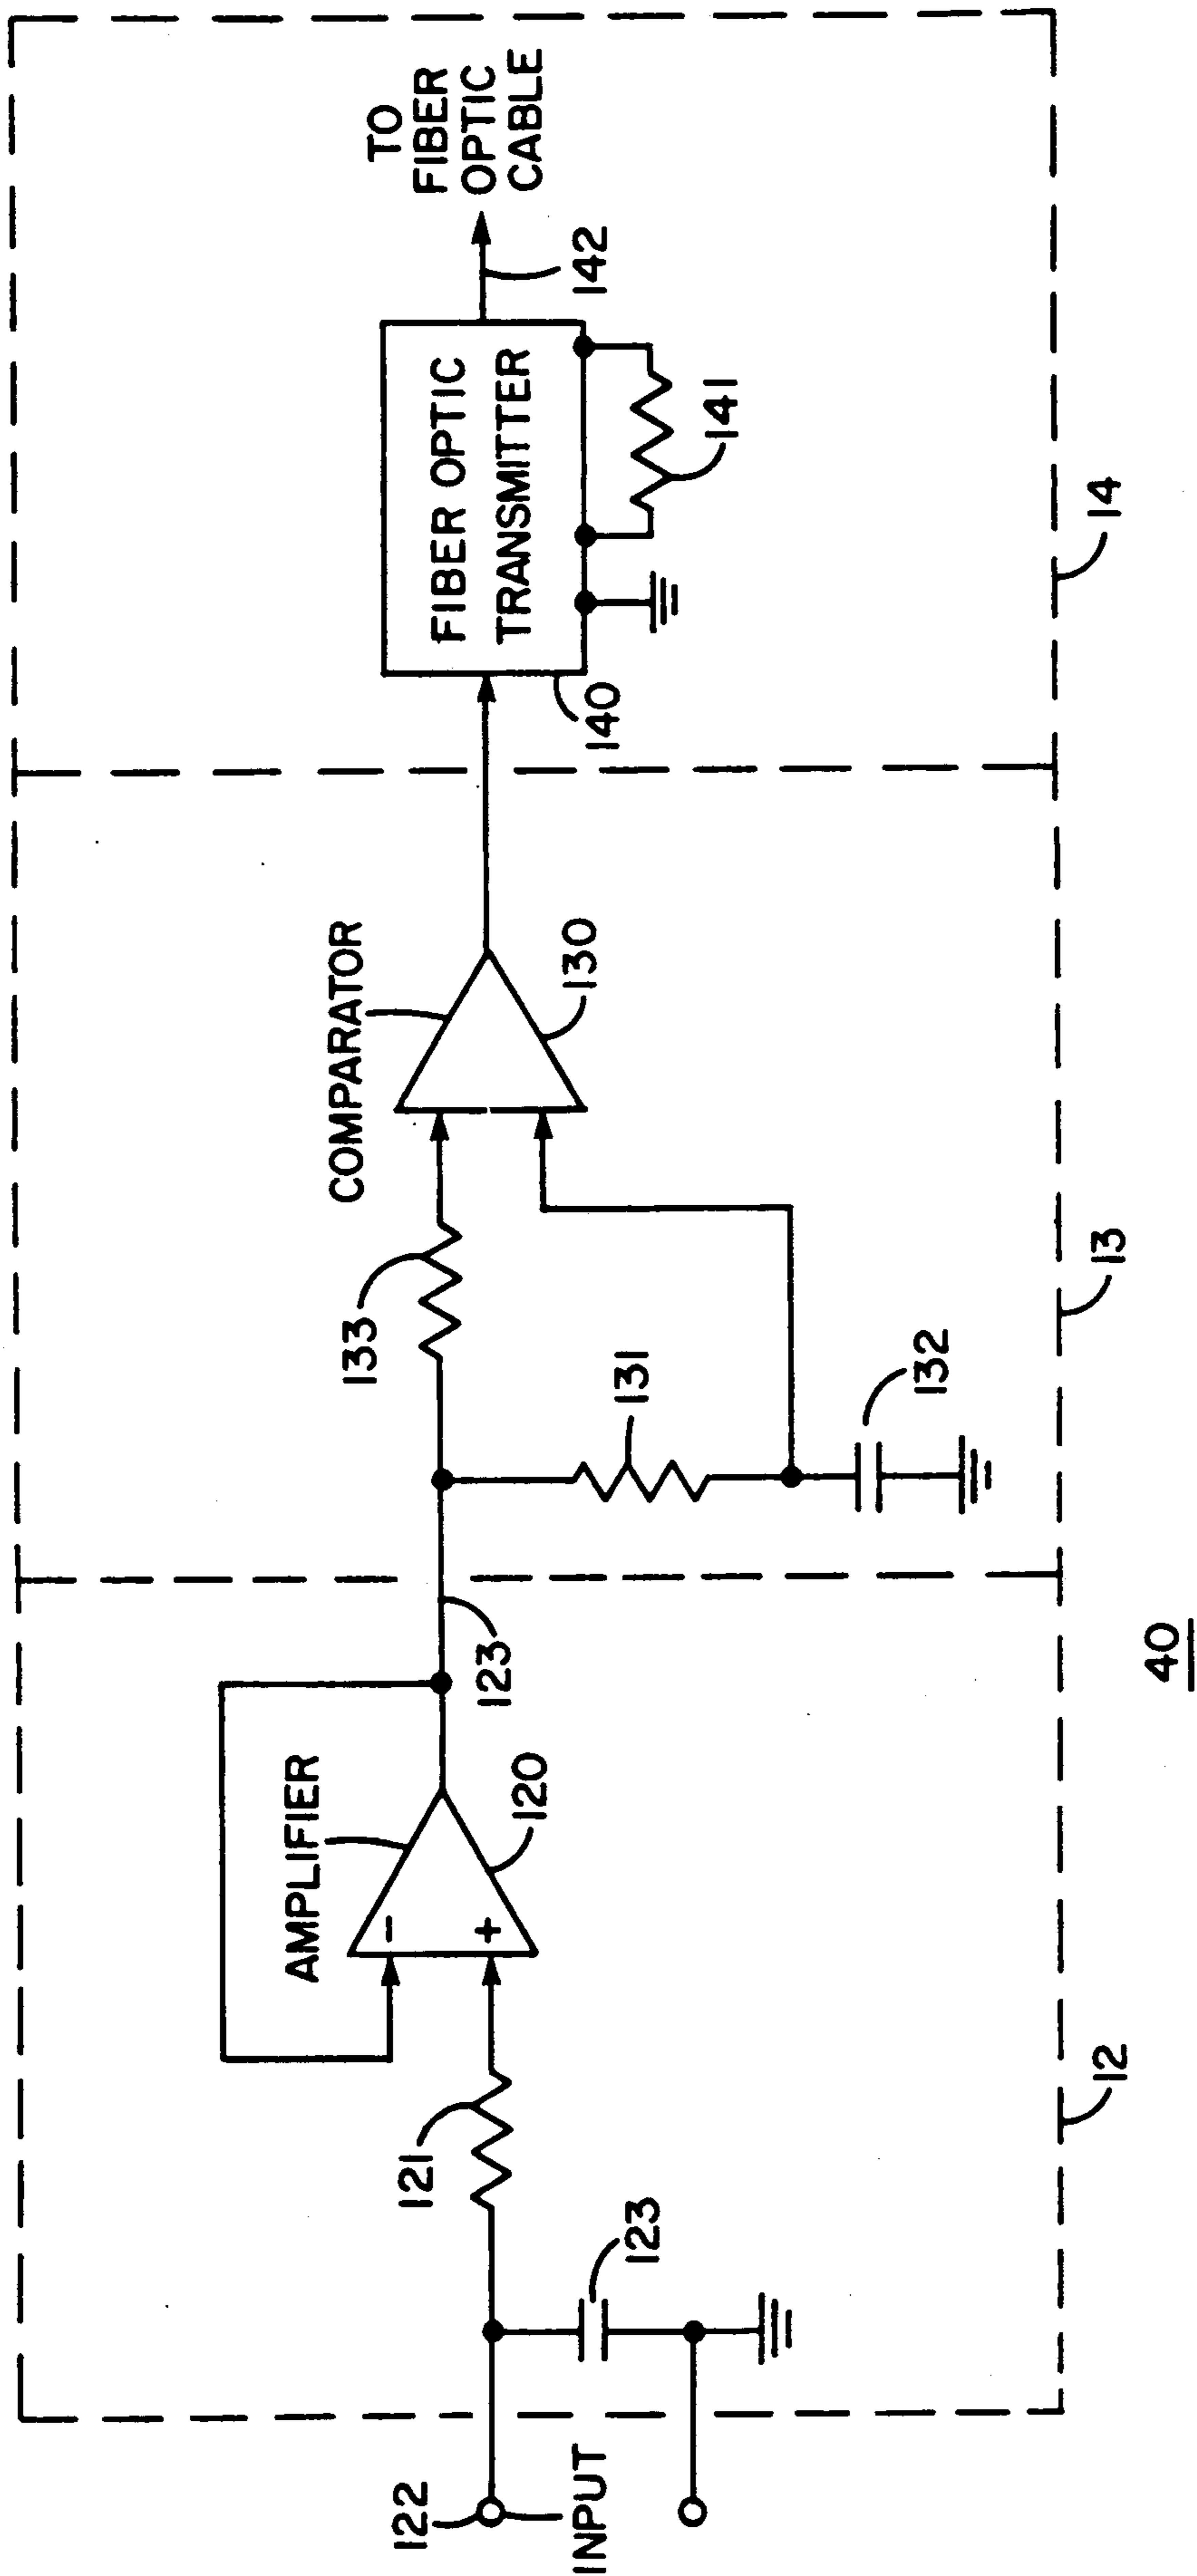 122
INPUT
123
121
AMPLIFIER
-
+
120
123
12
133
131
132
COMPARATOR
130
13
FIBER OPTIC
TRANSMITTER
140
141
142
TO
FIBER
OPTIC
CABLE
14
40